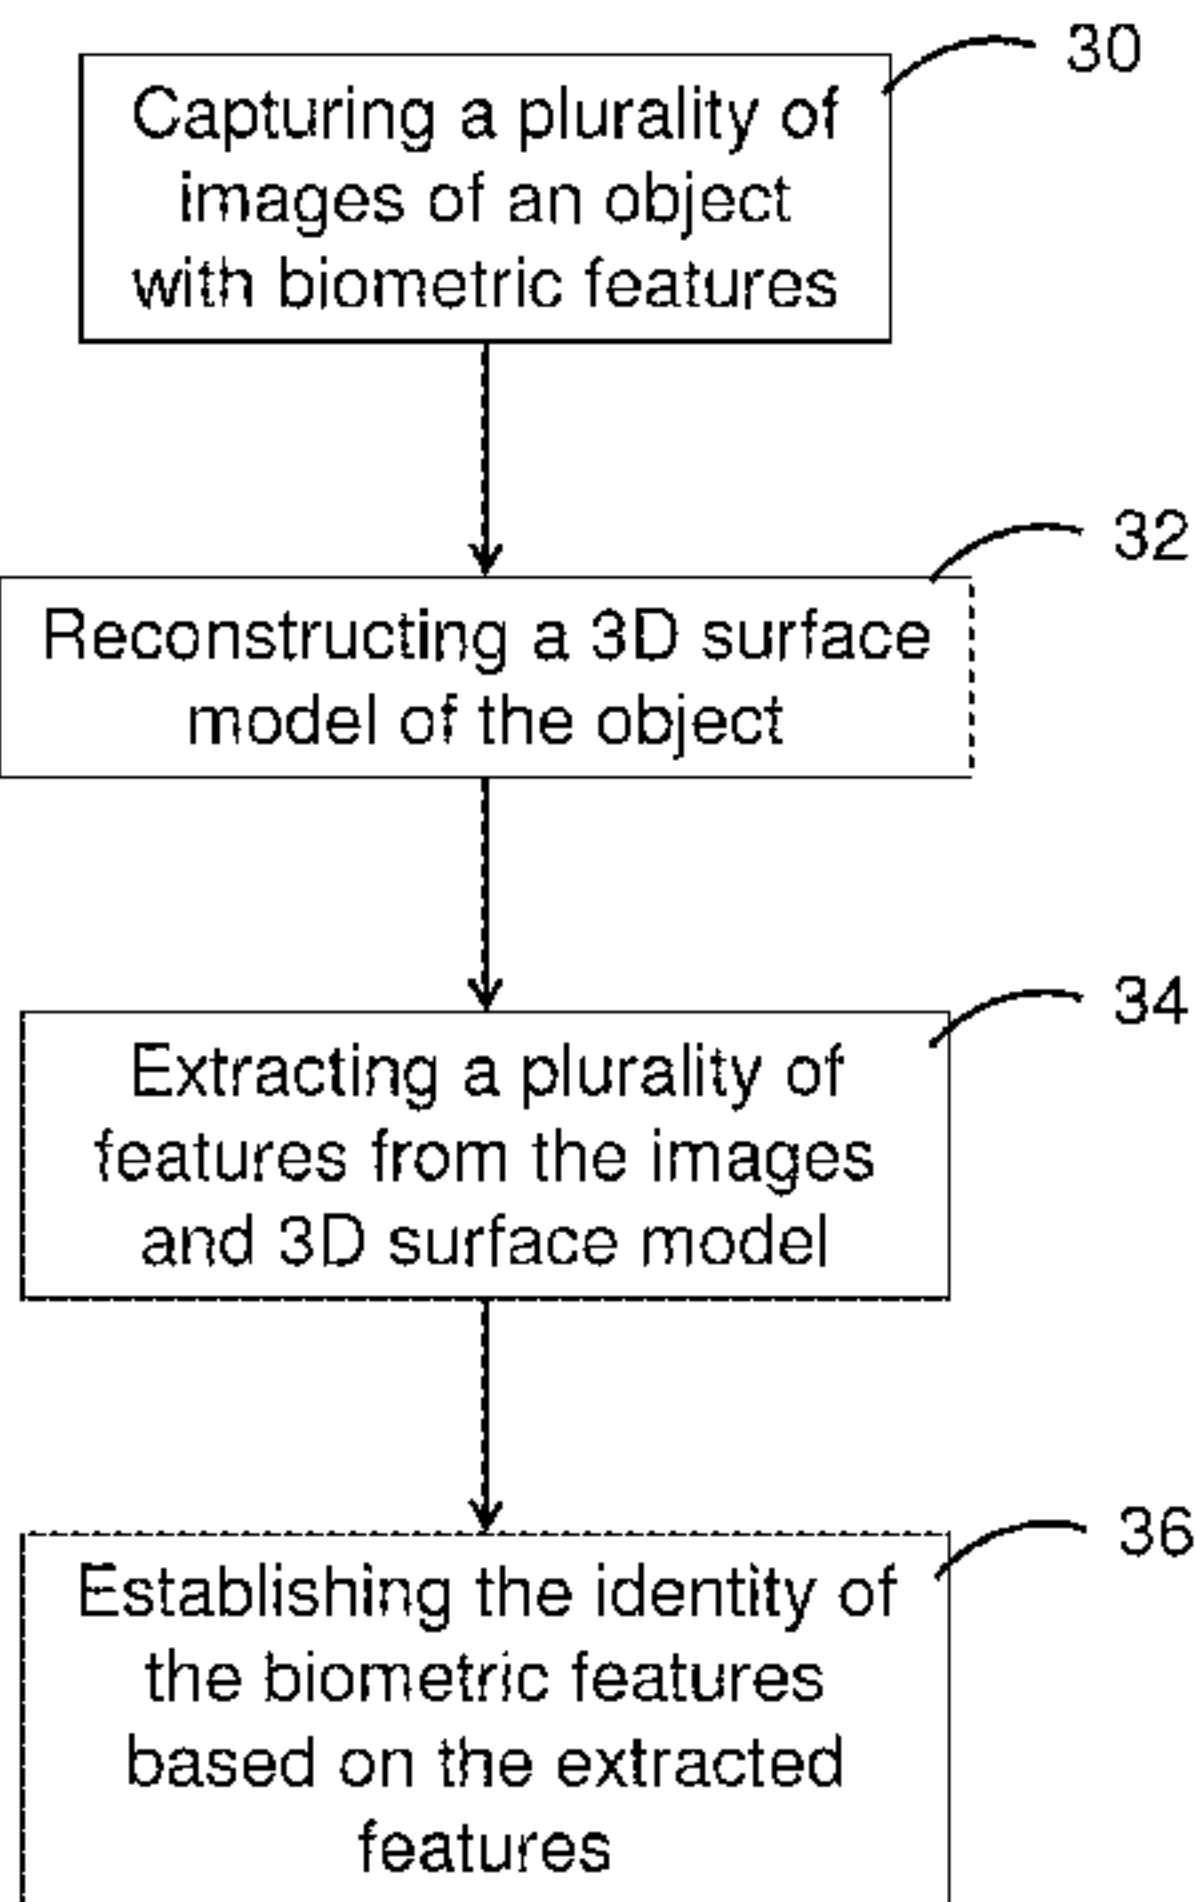 30
Capturing a plurality of
images of an object
with biometric features
32
Reconstructing a 3D surface
model of the object
34
Extracting a plurality of
features from the images
and 3D surface model
36
Establishing the identity of
the biometric features
based on the extracted
features